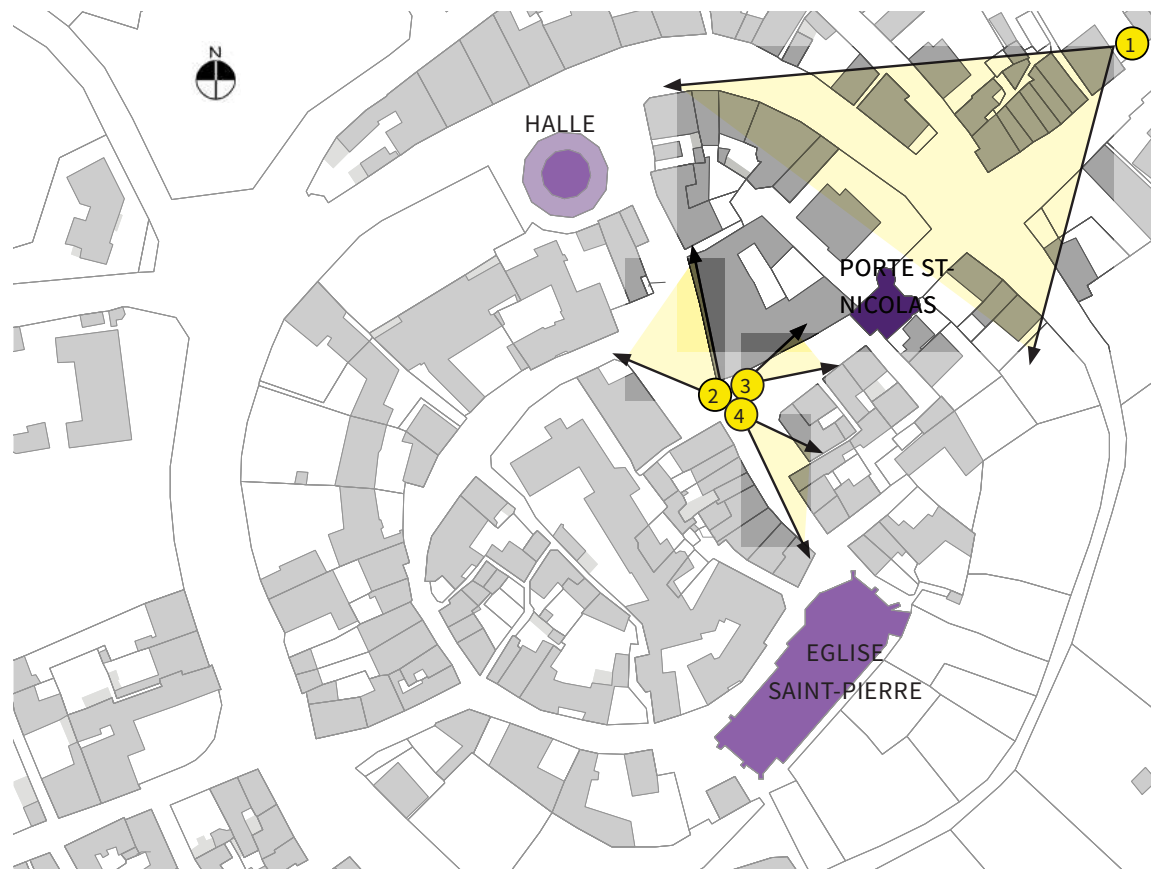 1
N
HALLE
PORTE ST-
NICOLAS
2
3
4
EGLISE
SAINT-PIERRE